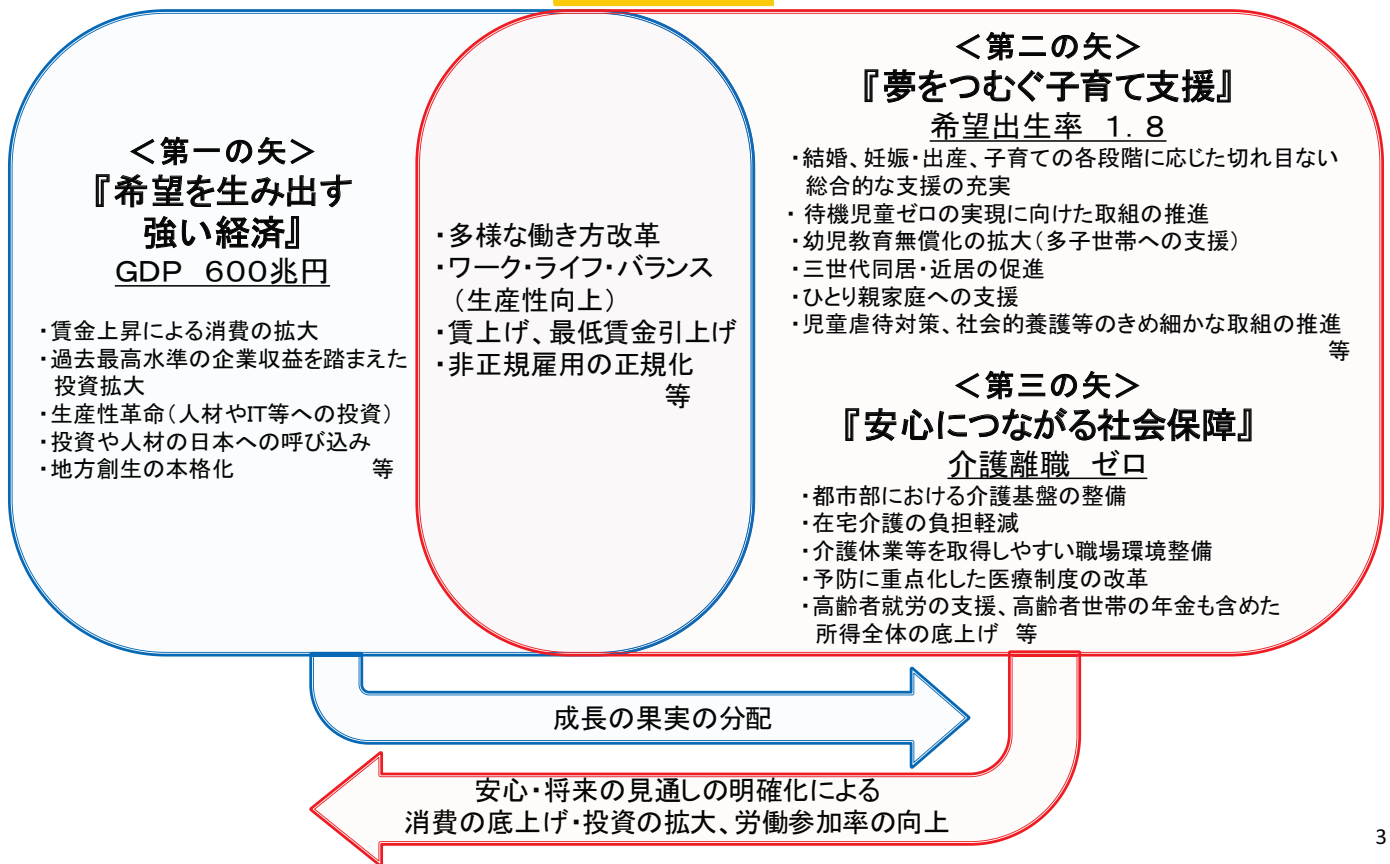 ＜第一の矢＞
『希望を生み出す
強い経済』
GDP 600兆円
・賃金上昇による消費の拡大
・過去最高水準の企業収益を踏まえた
投資拡大
・生産性革命（人材やIT等への投資）
・投資や人材の日本への呼び込み
・地方創生の本格化 等
・多様な働き方改革
・ワーク・ライフ・バランス
（生産性向上）
・賃上げ、最低賃金引上げ
・非正規雇用の正規化
等
＜第二の矢＞
『夢をつむぐ子育て支援』
希望出生率 １．８
・結婚、妊娠・出産、子育ての各段階に応じた切れ目ない
総合的な支援の充実
・待機児童ゼロの実現に向けた取組の推進
・幼児教育無償化の拡大（多子世帯への支援）
・三世代同居・近居の促進
・ひとり親家庭への支援
・児童虐待対策、社会的養護等のきめ細かな取組の推進
等
＜第三の矢＞
『安心につながる社会保障』
介護離職 ゼロ
・都市部における介護基盤の整備
・在宅介護の負担軽減
・介護休業等を取得しやすい職場環境整備
・予防に重点化した医療制度の改革
・高齢者就労の支援、高齢者世帯の年金も含めた
所得全体の底上げ 等
成長の果実の分配
安心・将来の見通しの明確化による
消費の底上げ・投資の拡大、労働参加率の向上
3